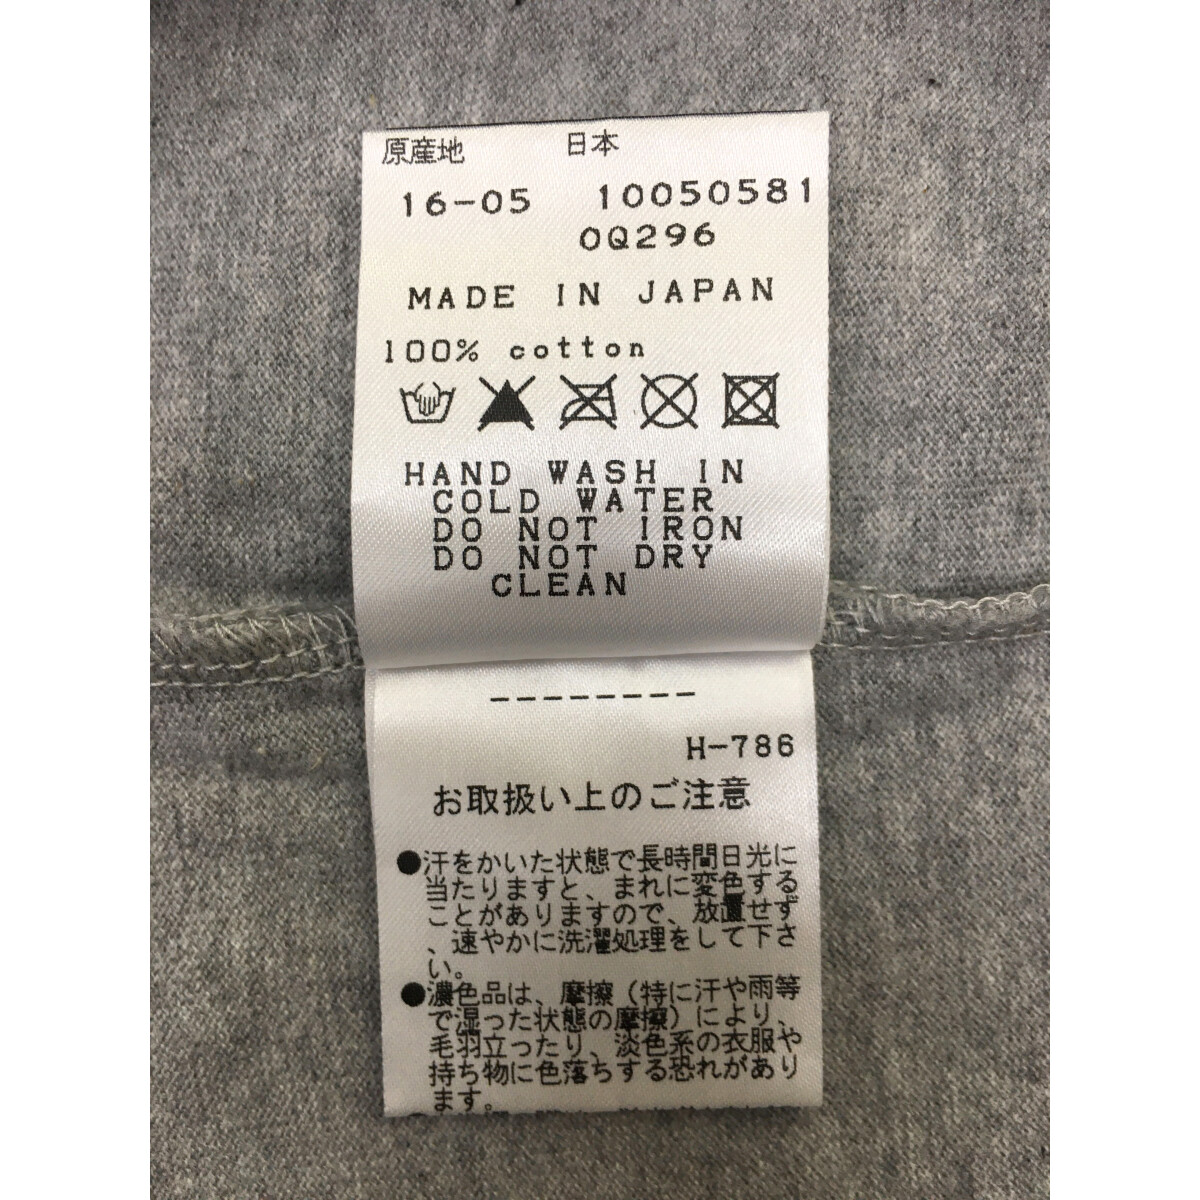 原産地 日本
16-05 10050581
0Q296
MADE IN JAPAN
100% cotton
HAND WASH IN
COLD WATER
DO NOT IRON
DO NOT DRY
CLEAN
--------
H-786
お取扱い上のご注意
●汗をかいた状態で長時間日光に
当たりますと、まれに変色する
ことがありますので、放置せず
、速やかに洗濯処理をして下さ
い。
●濃色品は、摩擦(特に汗や雨等
で湿った状態の摩擦)により、
毛羽立ったり、淡色系の衣服や
持ち物に色落ちする恐れがあり
ます。